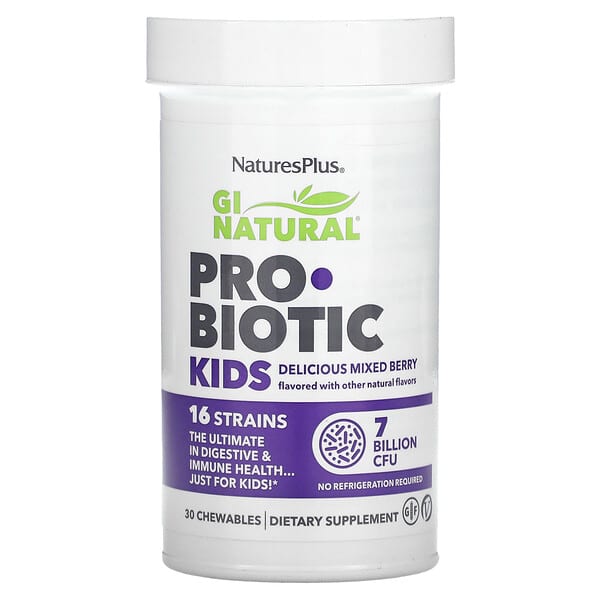 NaturesPlus®
GI
NATURAL®
PRO•
BIOTIC
KIDS
DELICIOUS MIXED BERRY
flavored with other natural flavors
16 STRAINS
THE ULTIMATE
IN DIGESTIVE &
IMMUNE HEALTH...
JUST FOR KIDS!*
7
BILLION
CFU
NO REFRIGERATION REQUIRED
30 CHEWABLES | DIETARY SUPPLEMENT
GF